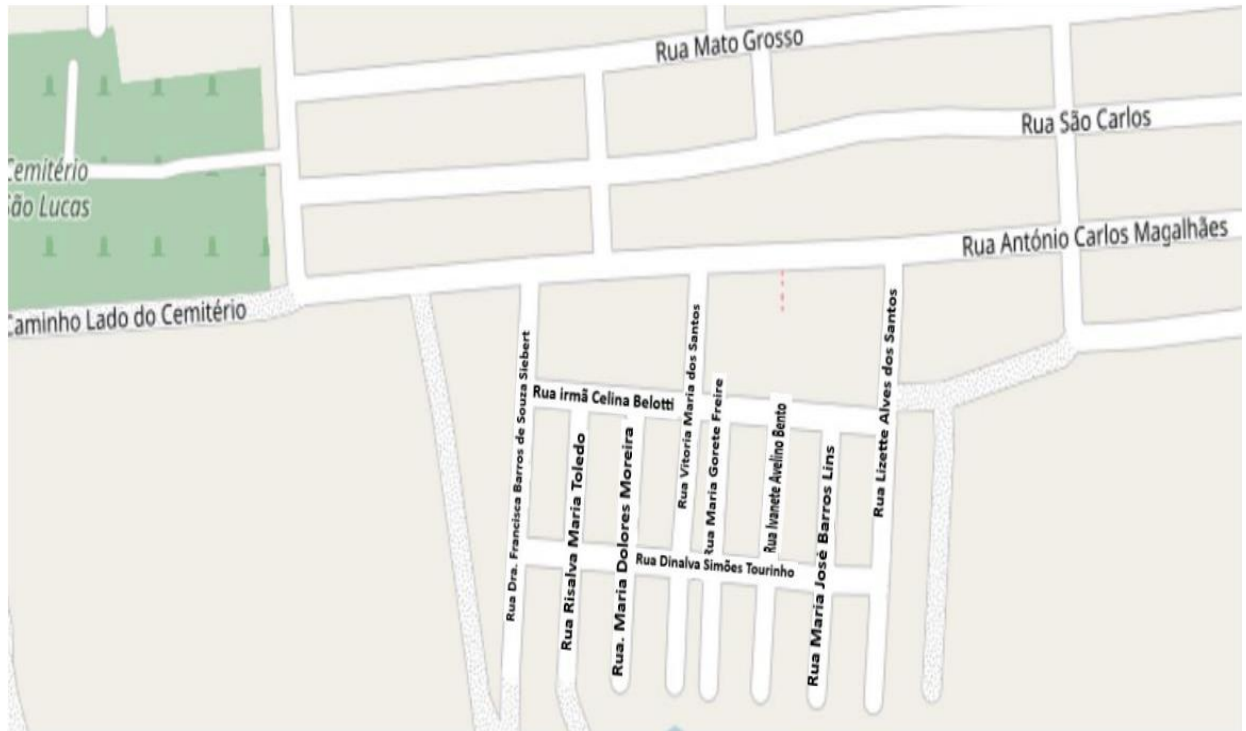 Rua Mato Grosso
Rua São Carlos
Cemitério
São Lucas
Rua António Carlos Magalhães
Caminho Lado do Cemitério
Rua Dra. Francisca Barros de Souza Siebert
Rua irmã Celina Belotti
Rua Vitoria Maria dos Santos
Rua Lizette Alves dos Santos
Rua Risalva Maria Toledo
Rua. Maria Dolores Moreira
Rua Maria Gorete Freire
Rua Ivanete Avelino Bento
Rua Maria José Barros Lins
Rua Dinalva Simões Tourinho